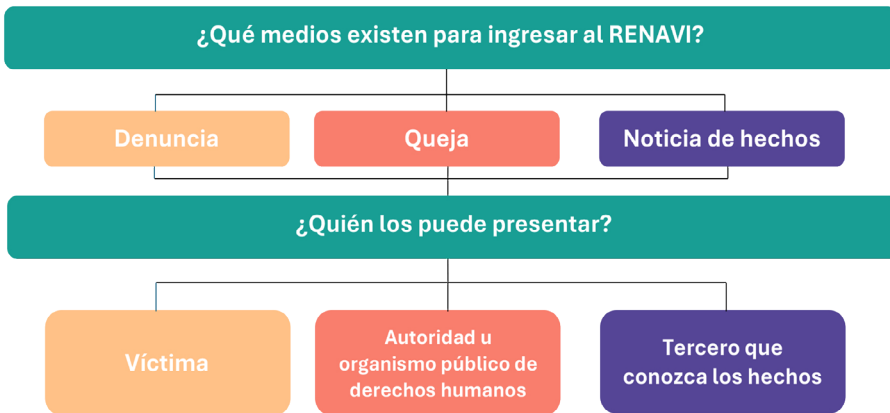 ¿Qué medios existen para ingresar al RENAVI?
Denuncia
Queja
Noticia de hechos
¿Quién los puede presentar?
Víctima
Autoridad u
organismo público de
derechos humanos
Tercero que
conozca los hechos